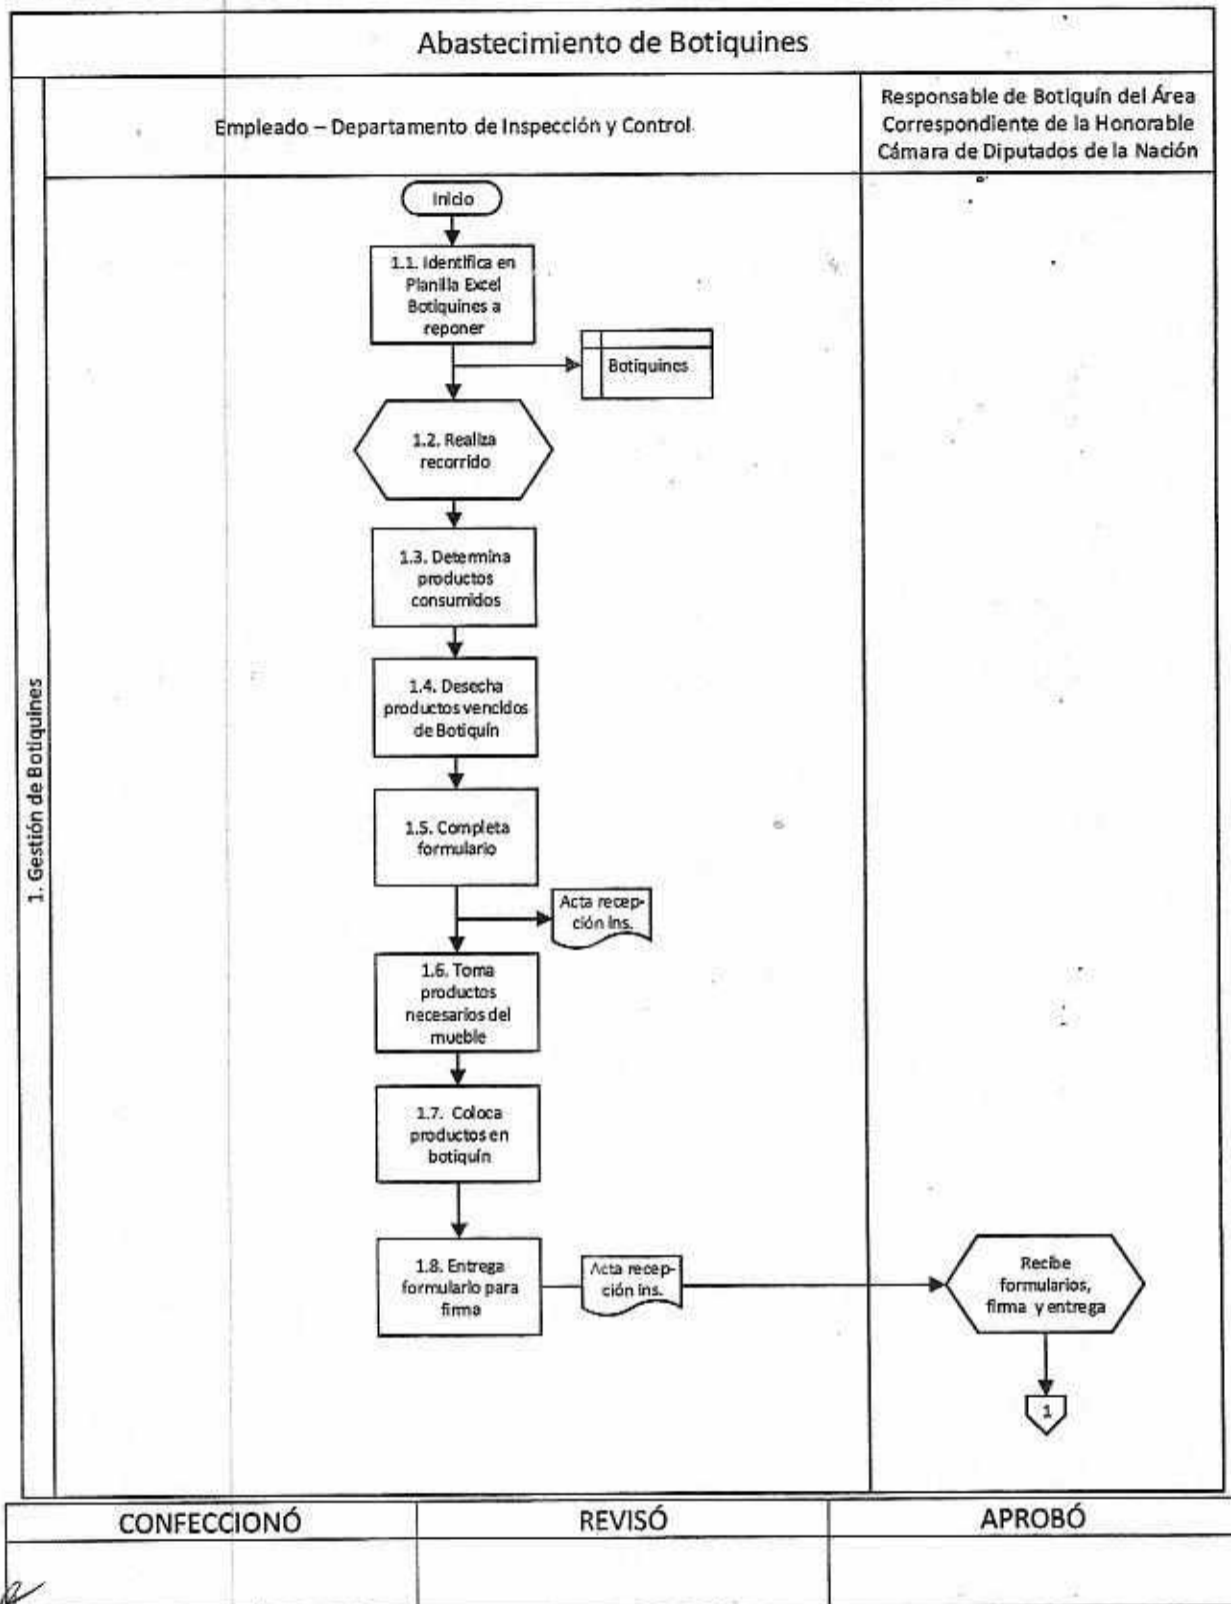 Abastecimiento de Botiquines
Empleado – Departamento de Inspección y Control
Responsable de Botiquín del Área
Correspondiente de la Honorable
Cámara de Diputados de la Nación
1. Gestión de Botiquines
Inicio
1.1. Identifica en
Planilla Excel
Botiquines a
reponer
Botiquines
1.2. Realiza
recorrido
1.3. Determina
productos
consumidos
1.4. Desecha
productos vencidos
de Botiquín
1.5. Completa
formulario
Acta recep-
ción ins.
1.6. Toma
productos
necesarios del
mueble
1.7. Coloca
productos en
botiquín
1.8. Entrega
formulario para
firma
Acta recep-
ción ins.
Recibe
formularios,
firma y entrega
1
CONFECCIONÓ
REVISÓ
APROBÓ